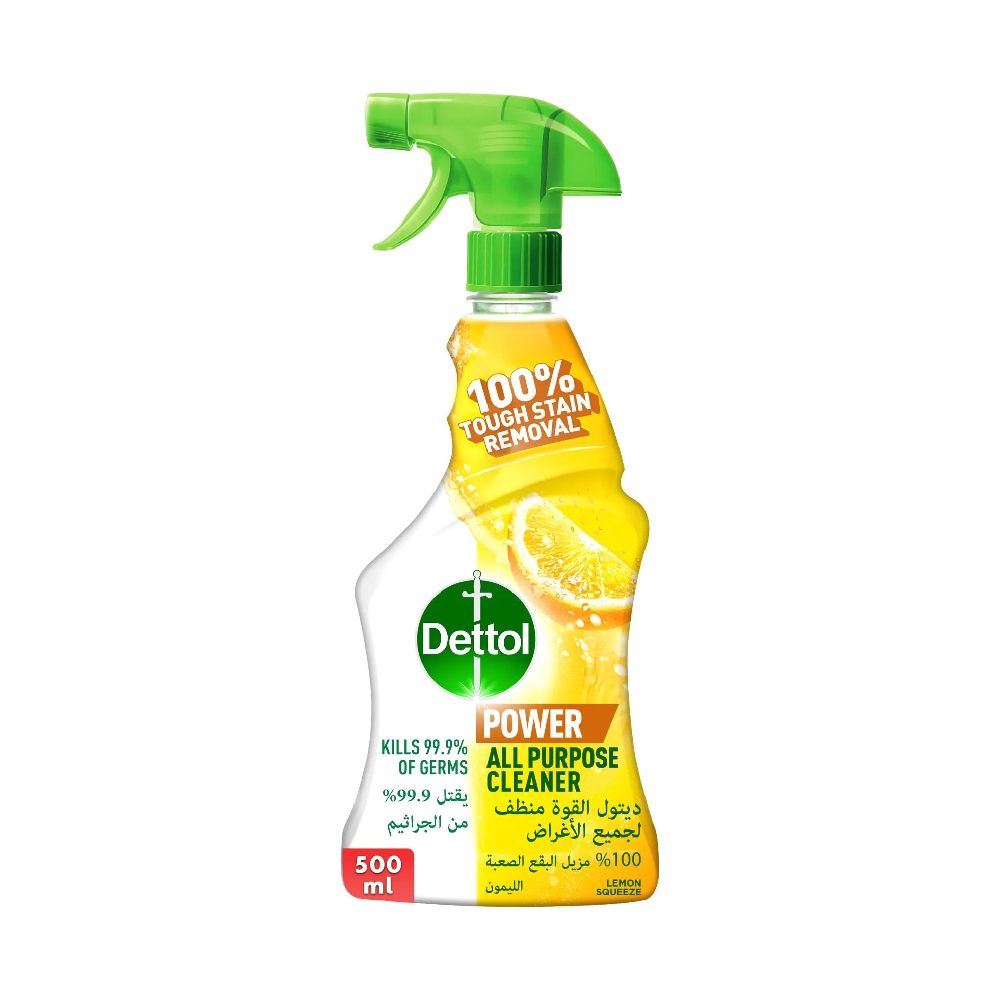 100%
TOUGH STAIN
REMOVAL
Dettol
POWER
ALL PURPOSE
CLEANER
ديتول القوة منظف
لجميع الأغراض
%100 مزيل البقع الصعبة
الليمون
LEMON
SQUEEZE
KILLS 99.9%
OF GERMS
يقتل 99.9%
من الجراثيم
500
ml